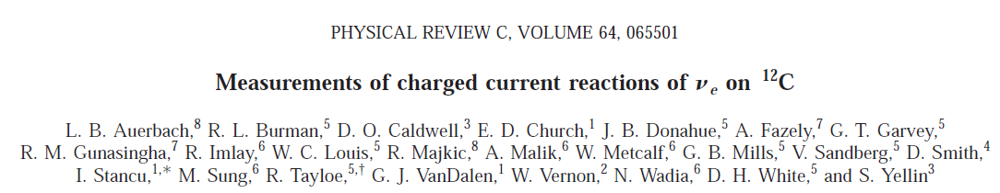 PHYSICAL REVIEW C, VOLUME 64, 065501
Measurements of charged current reactions of νₑ on ¹²C
L. B. Auerbach,⁸ R. L. Burman,⁵ D. O. Caldwell,³ E. D. Church,¹ J. B. Donahue,⁵ A. Fazely,⁷ G. T. Garvey,⁵
R. M. Gunasingha,⁷ R. Imlay,⁶ W. C. Louis,⁵ R. Majkic,⁸ A. Malik,⁶ W. Metcalf,⁶ G. B. Mills,⁵ V. Sandberg,⁵ D. Smith,⁴
I. Stancu,¹,* M. Sung,⁶ R. Tayloe,⁵,† G. J. VanDalen,¹ W. Vernon,² N. Wadia,⁶ D. H. White,⁵ and S. Yellin³